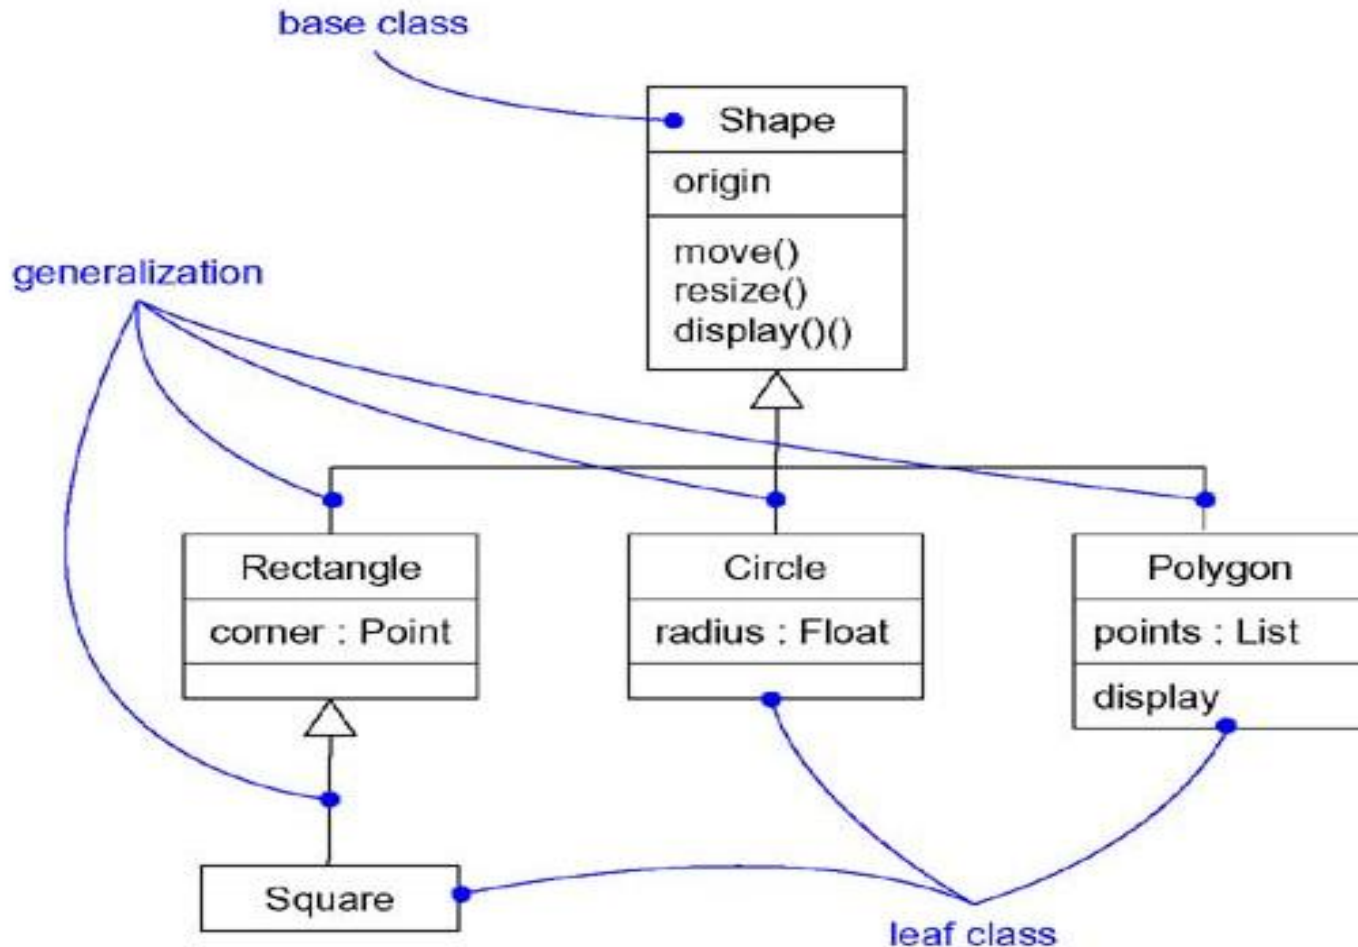 base class
Shape
origin
move()
resize()
display()()
generalization
Rectangle
corner : Point
Circle
radius : Float
Polygon
points : List
display
Square
leaf class